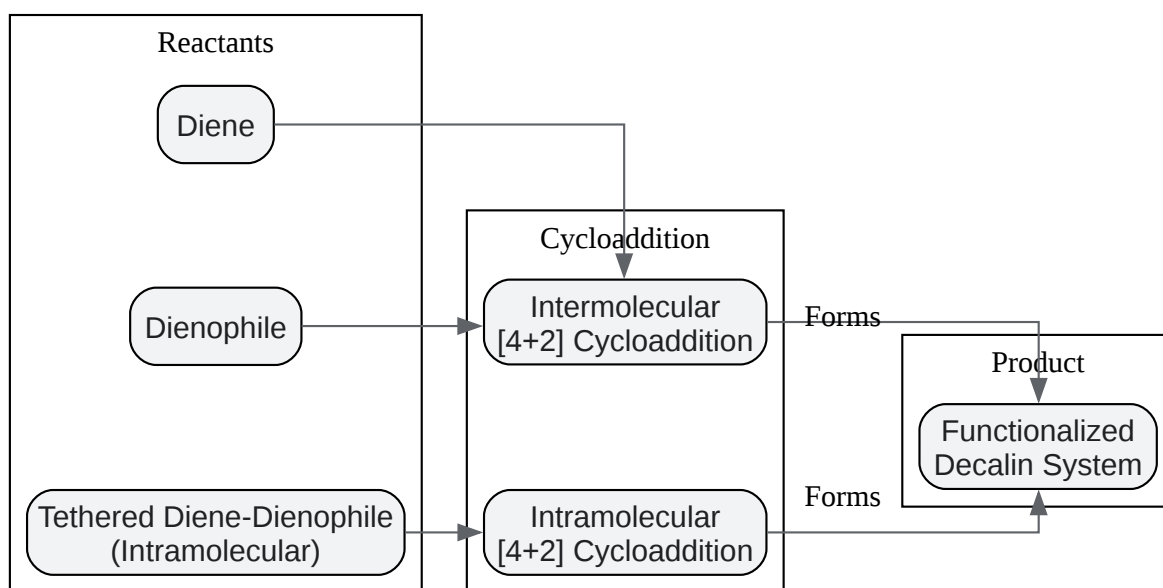 Reactants
Diene
Cycloaddition
Dienophile
Intermolecular
[4+2] Cycloaddition
Forms
Product
Functionalized
Decalin System
Tethered Diene-Dienophile
(Intramolecular)
Intramolecular
[4+2] Cycloaddition
Forms